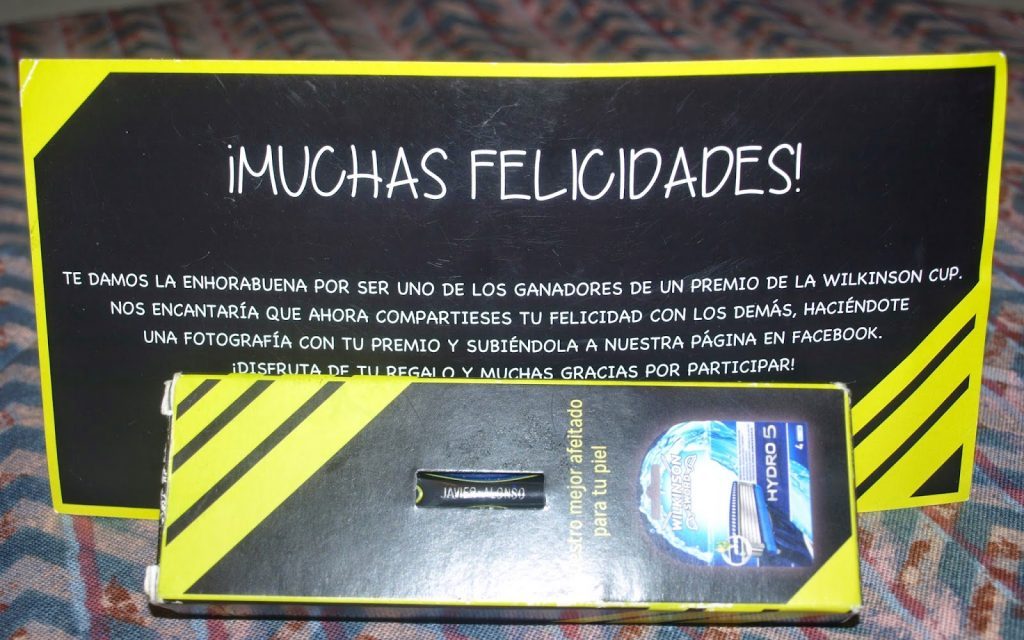 ¡MUCHAS FELICIDADES!
TE DAMOS LA ENHORABUENA POR SER UNO DE LOS GANADORES DE UN PREMIO DE LA WILKINSON CUP.
NOS ENCANTARÍA QUE AHORA COMPARTIESES TU FELICIDAD CON LOS DEMÁS, HACIÉNDOTE
UNA FOTOGRAFÍA CON TU PREMIO Y SUBIÉNDOLA A NUESTRA PÁGINA EN FACEBOOK.
¡DISFRUTA DE TU REGALO Y MUCHAS GRACIAS POR PARTICIPAR!
JAVIER ALONSO
estro mejor afeitado
para tu piel
WILKINSON
SWORD
HYDRO 5
4